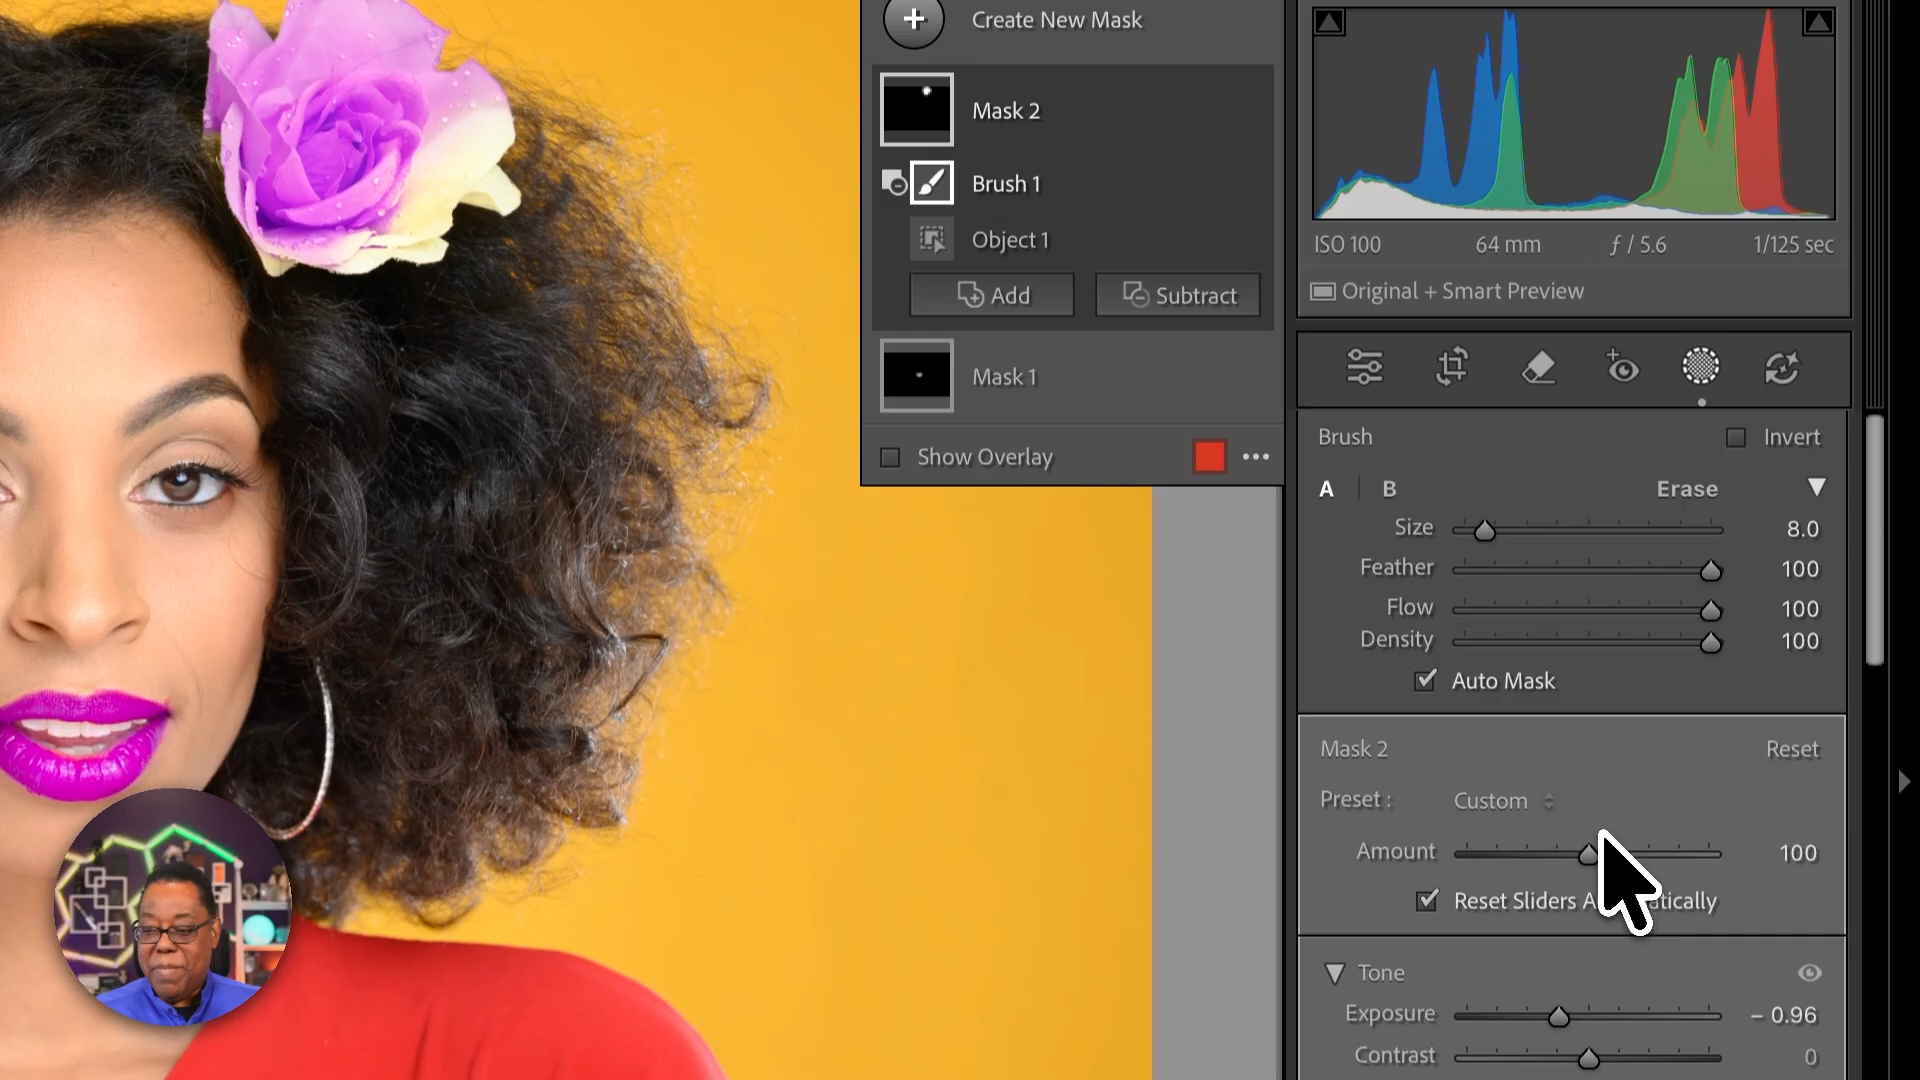 Create New Mask
Mask 2
Brush 1
Object 1
Add
Subtract
Mask 1
Show Overlay
ISO 100
64 mm
ƒ / 5.6
1/125 sec
Original + Smart Preview
Brush
Invert
A
B
Erase
Size
8.0
Feather
100
Flow
100
Density
100
Auto Mask
Mask 2
Reset
Preset :
Custom
Amount
100
Reset Sliders
Tone
Exposure
– 0.96
Contrast
0